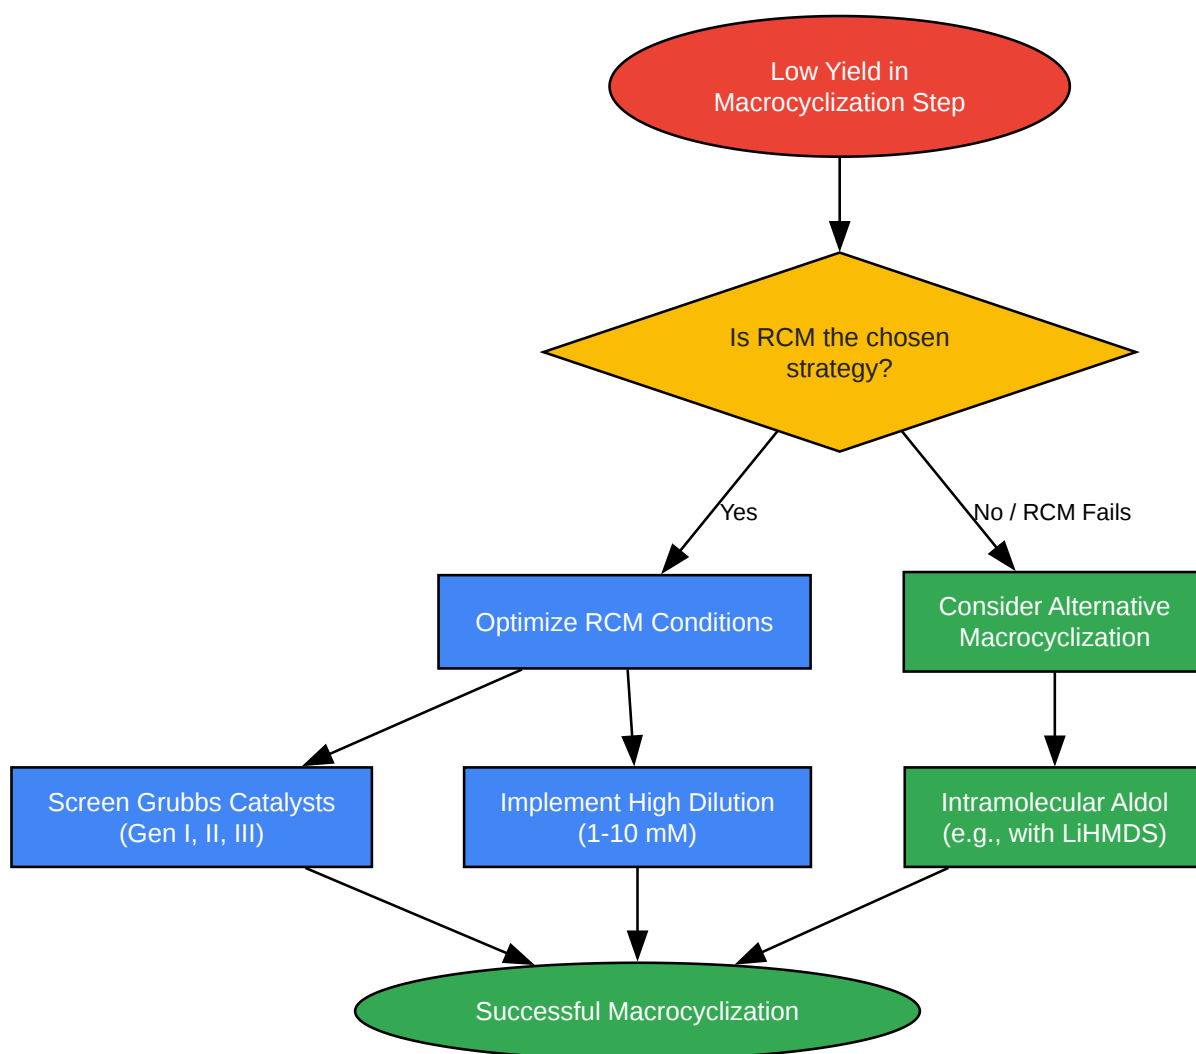 Low Yield in
Macrocyclization Step
Is RCM the chosen
strategy?
Yes
No / RCM Fails
Optimize RCM Conditions
Consider Alternative
Macrocyclization
Screen Grubbs Catalysts
(Gen I, II, III)
Implement High Dilution
(1-10 mM)
Intramolecular Aldol
(e.g., with LiHMDS)
Successful Macrocyclization